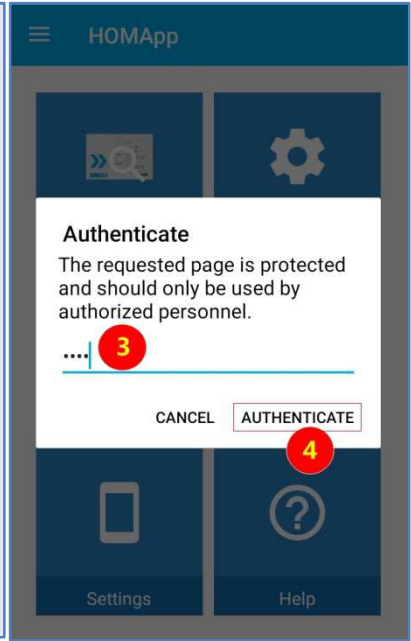 HOMApp
Authenticate
The requested page is protected
and should only be used by
authorized personnel.
....
3
CANCEL AUTHENTICATE
4
Settings Help